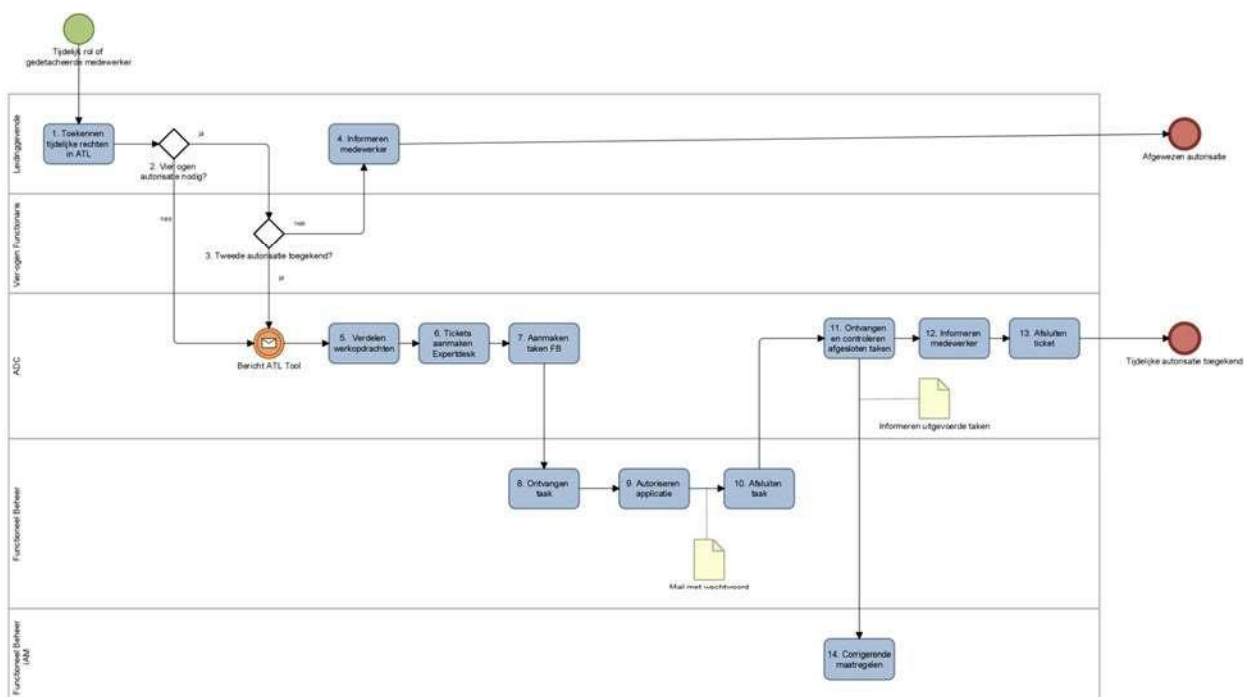 Tijdelijk rol of
gedetacheerde medewerker
Leidinggevende
1. Toekennen
tijdelijke rechten
in ATL
ja
2. Vier ogen
autorisatie nodig?
nee
4. Informeren
medewerker
Afgewezen autorisatie
Vier-ogen Functionaris
nee
3. Tweede autorisatie toegekend?
ja
ADC
Bericht ATL Tool
5. Verdelen
werkopdrachten
6. Tickets
aanmaken
Expertdesk
7. Aanmaken
taken FB
11. Ontvangen
en controleren
afgesloten taken
12. Informeren
medewerker
13. Afsluiten
ticket
Tijdelijke autorisatie toegekend
Informeren uitgevoerde taken
Functioneel Beheer
8. Ontvangen
taak
9. Autoriseren
applicatie
10. Afsluiten
taak
Mail met wachtwoord
Functioneel Beheer
IAM
14. Corrigerende
maatregelen